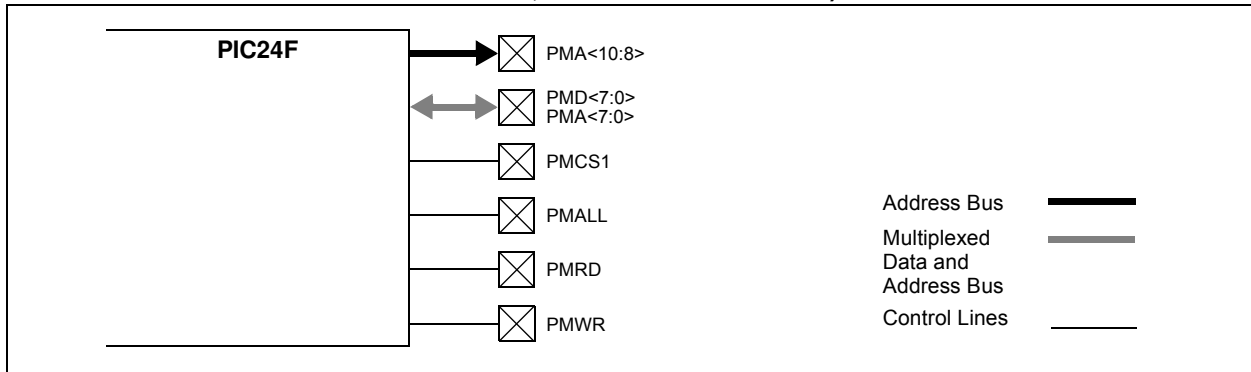 PIC24F
PMA<10:8>
PMD<7:0>
PMA<7:0>
PMCS1
PMALL
PMRD
PMWR
Address Bus
Multiplexed
Data and
Address Bus
Control Lines